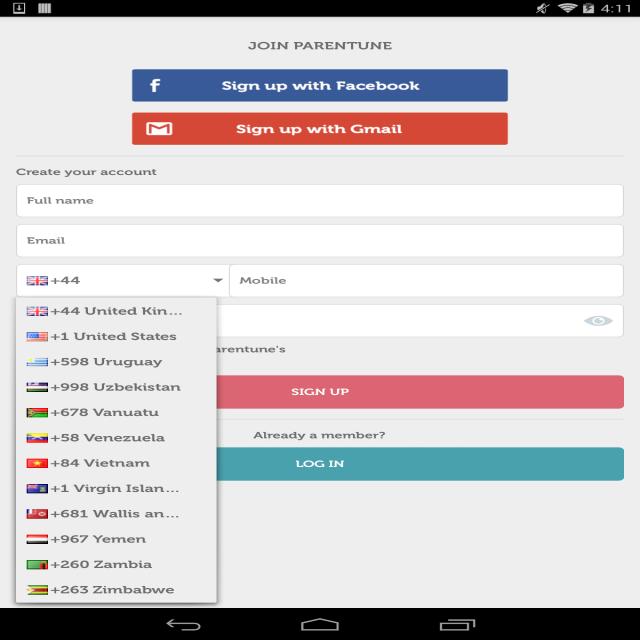 4:11
JOIN PARENTUNE
f Sign up with Facebook
Sign up with Gmail
Create your account
Full name
Email
+44
Mobile
+44 United Kin...
+1 United States
arentune's
+598 Uruguay
+998 Uzbekistan
SIGN UP
+678 Vanuatu
+58 Venezuela
Already a member?
+84 Vietnam
LOG IN
+1 Virgin Islan...
+681 Wallis an...
+967 Yemen
+260 Zambia
+263 Zimbabwe